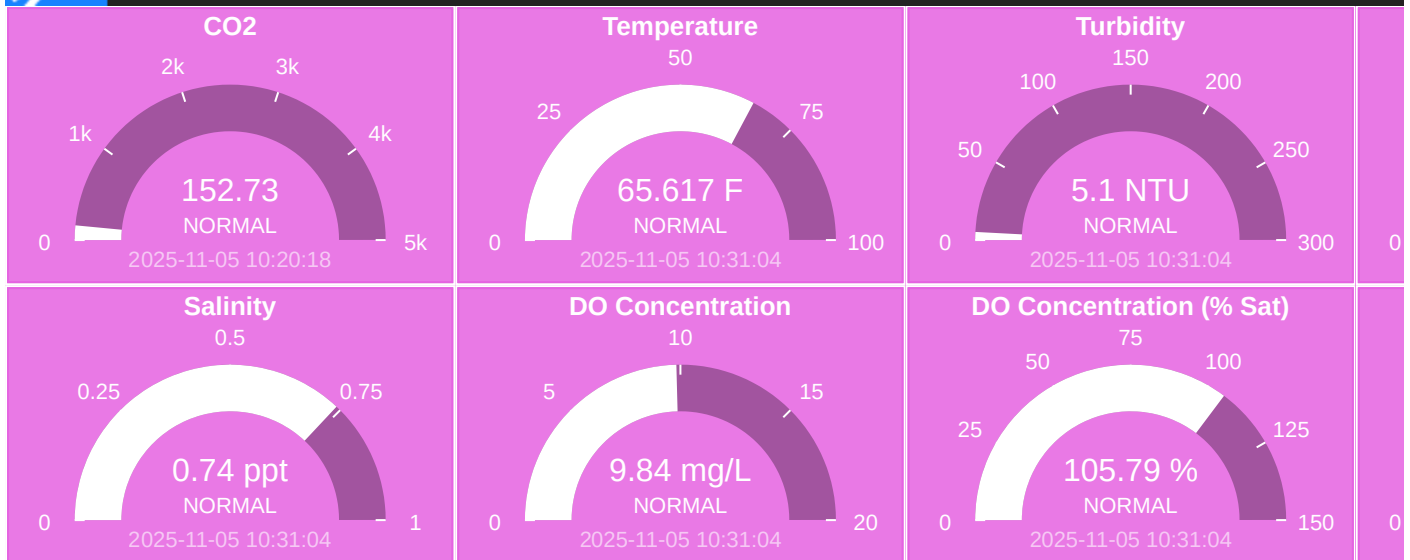 CO2
0
1k
2k
3k
4k
5k
152.73
NORMAL
2025-11-05 10:20:18
Temperature
0
25
50
75
100
65.617 F
NORMAL
2025-11-05 10:31:04
Turbidity
0
50
100
150
200
250
300
5.1 NTU
NORMAL
2025-11-05 10:31:04
0
Salinity
0
0.25
0.5
0.75
1
0.74 ppt
NORMAL
2025-11-05 10:31:04
DO Concentration
0
5
10
15
20
9.84 mg/L
NORMAL
2025-11-05 10:31:04
DO Concentration (% Sat)
0
25
50
75
100
125
150
105.79 %
NORMAL
2025-11-05 10:31:04
0